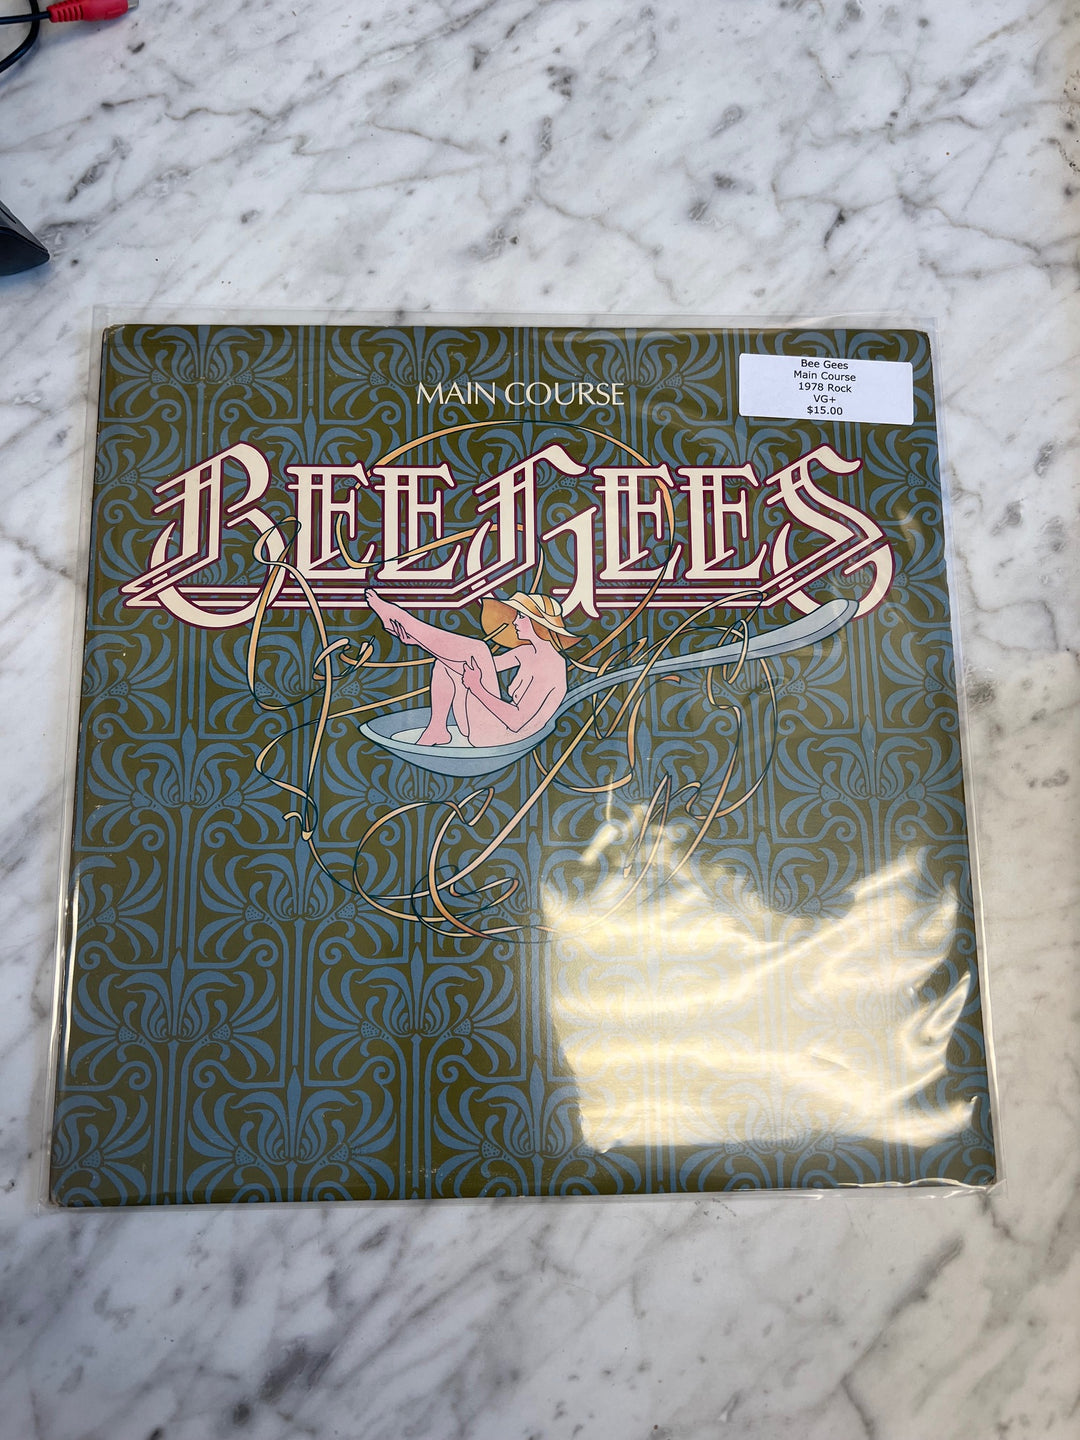 Bee Gees
Main Course
1978 Rock
VG+
$15.00
MAIN COURSE
BEE GEES